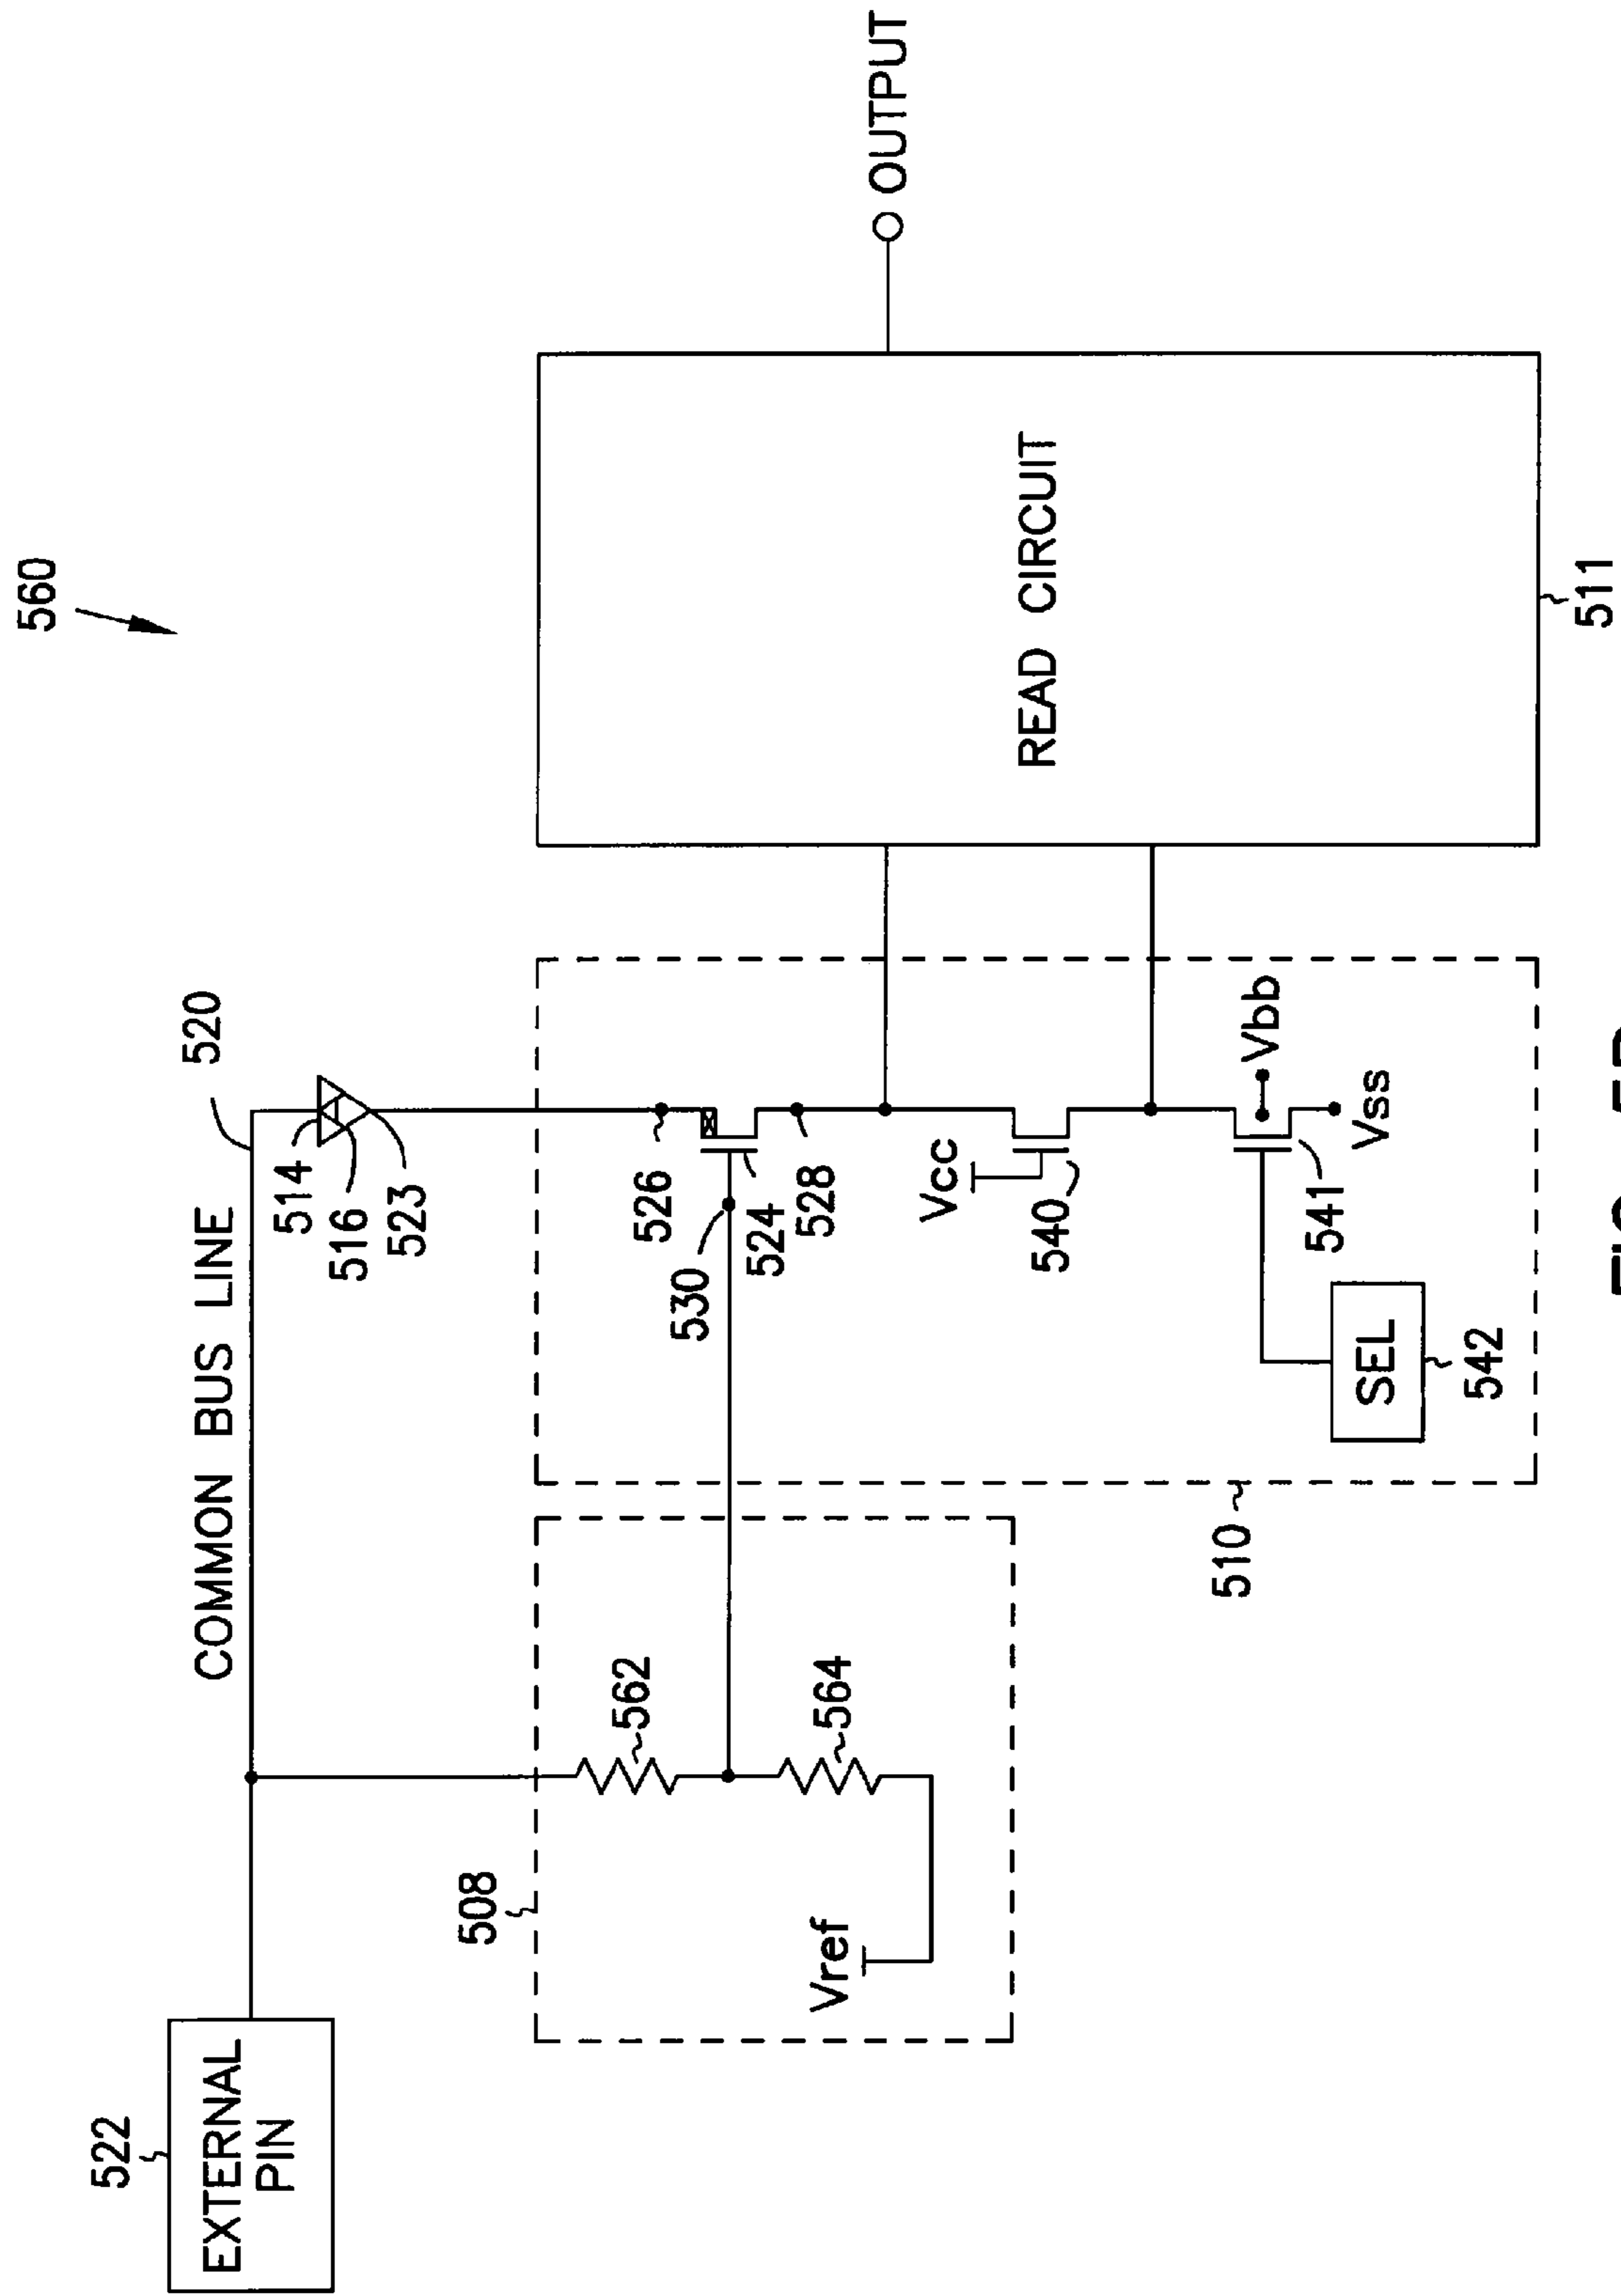 560
522
EXTERNAL
PIN
COMMON BUS LINE
520
514
516
523
508
562
526
530
524
528
564
Vref
Vcc
540
OUTPUT
READ CIRCUIT
510
Vbb
541
Vss
SEL
542
511